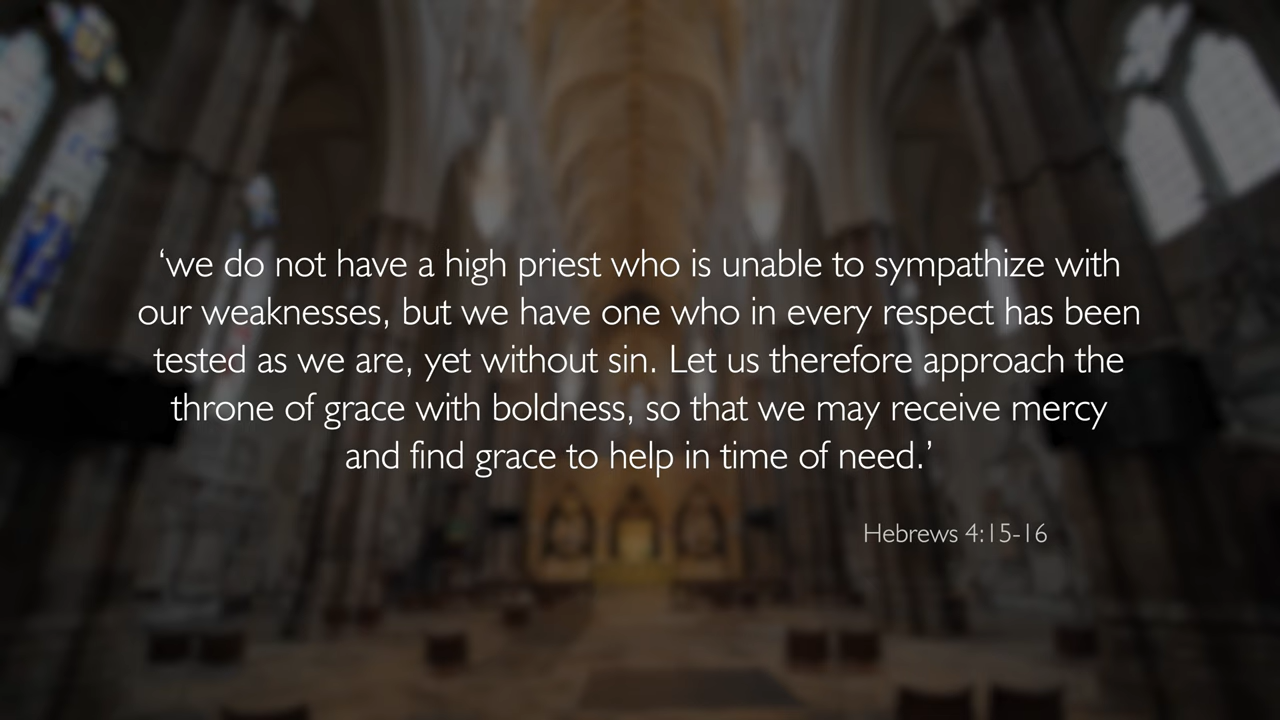 ‘we do not have a high priest who is unable to sympathize with
our weaknesses, but we have one who in every respect has been
tested as we are, yet without sin. Let us therefore approach the
throne of grace with boldness, so that we may receive mercy
and find grace to help in time of need.’
Hebrews 4:15-16